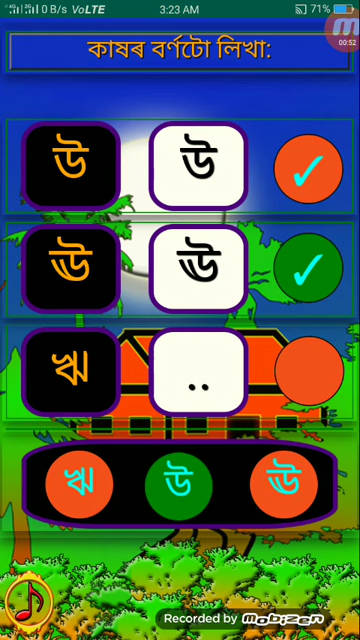 0 B/s VoLTE 3:23 AM 71%
00:52
কাষৰ বৰ্ণটো লিখা:
উ উ ✓
ঊ ঊ ✓
ঋ ..
ঋ উ ঊ
Recorded by mobizen